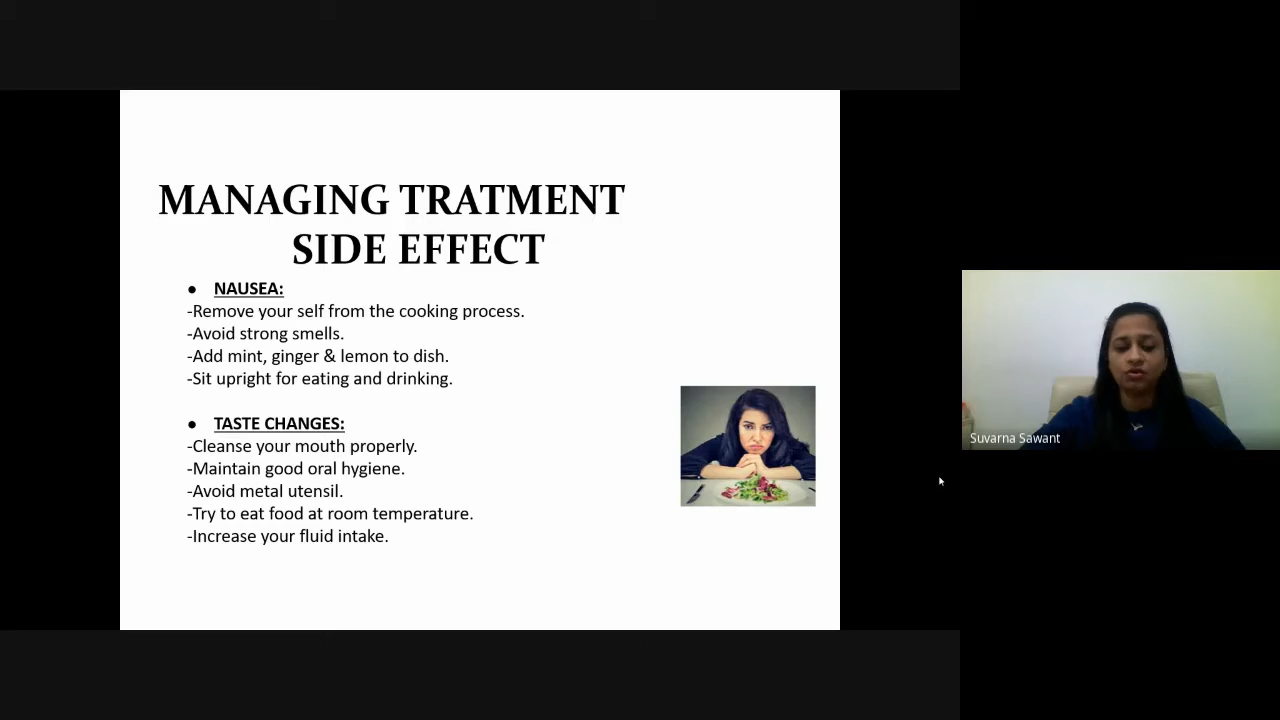 MANAGING TRATMENT
SIDE EFFECT
● NAUSEA:
-Remove your self from the cooking process.
-Avoid strong smells.
-Add mint, ginger & lemon to dish.
-Sit upright for eating and drinking.
● TASTE CHANGES:
-Cleanse your mouth properly.
-Maintain good oral hygiene.
-Avoid metal utensil.
-Try to eat food at room temperature.
-Increase your fluid intake.
Suvarna Sawant